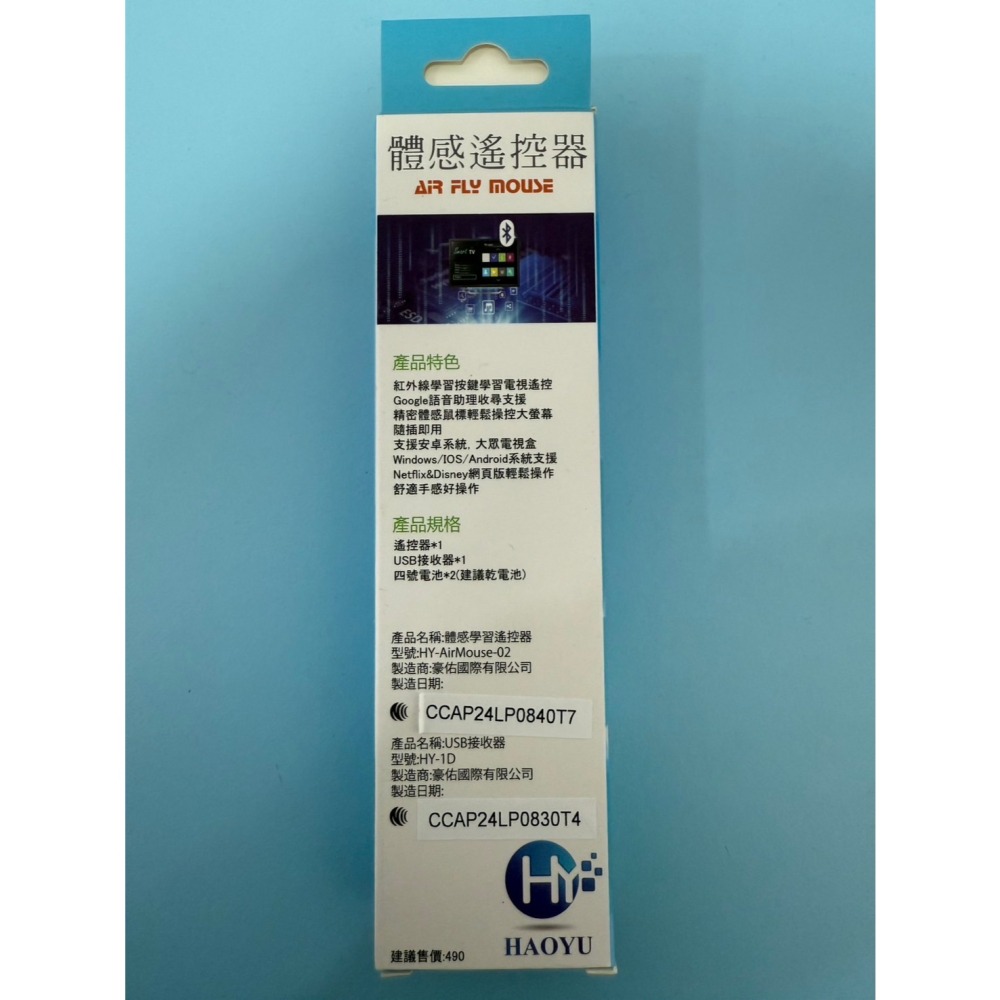 體感遙控器
AIR FLY MOUSE
Smart TV
ESD
產品特色
紅外線學習按鍵學習電視遙控
Google語音助理收尋支援
精密體感鼠標輕鬆操控大螢幕
隨插即用
支援安卓系統, 大眾電視盒
Windows/IOS/Android系統支援
Netflix&Disney網頁版輕鬆操作
舒適手感好操作
產品規格
遙控器*1
USB接收器*1
四號電池*2(建議乾電池)
產品名稱:體感學習遙控器
型號:HY-AirMouse-02
製造商:豪佑國際有限公司
製造日期:
CCAP24LP0840T7
產品名稱:USB接收器
型號:HY-1D
製造商:豪佑國際有限公司
製造日期:
CCAP24LP0830T4
HY
HAOYU
建議售價:490